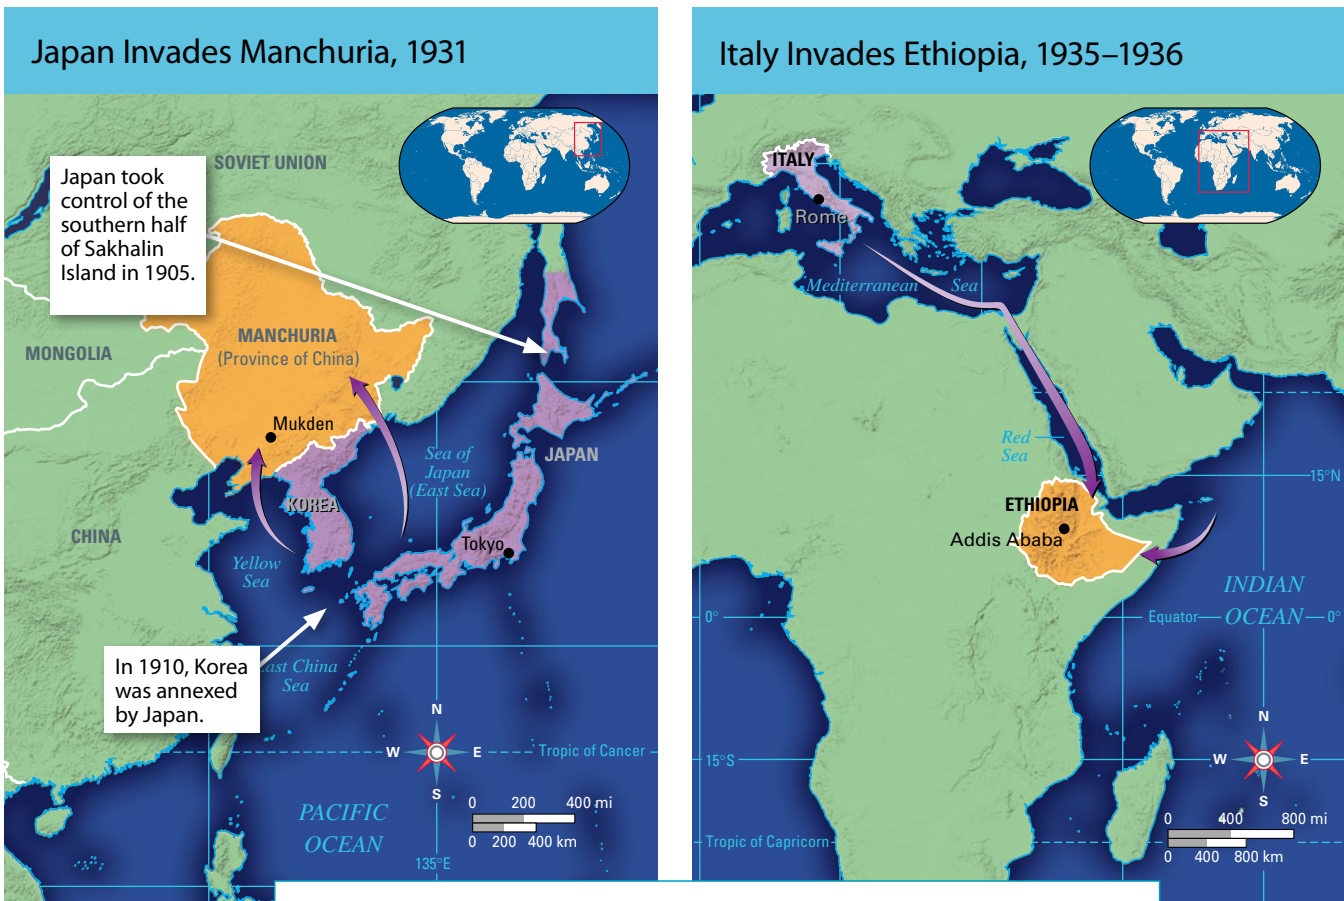 Japan Invades Manchuria, 1931
SOVIET UNION
Japan took
control of the
southern half
of Sakhalin
Island in 1905.
MANCHURIA
(Province of China)
MONGOLIA
Mukden
Sea of
Japan
(East Sea)
JAPAN
KOREA
CHINA
Tokyo
Yellow
Sea
In 1910, Korea
was annexed
by Japan.
East China
Sea
N
W
E
S
Tropic of Cancer
PACIFIC
OCEAN
0 200 400 mi
0 200 400 km
135°E
Italy Invades Ethiopia, 1935–1936
ITALY
Rome
Mediterranean Sea
Red
Sea
15°N
ETHIOPIA
Addis Ababa
INDIAN
OCEAN
0°
Equator
0°
N
W
E
S
15°S
0 400 800 mi
0 400 800 km
Tropic of Capricorn